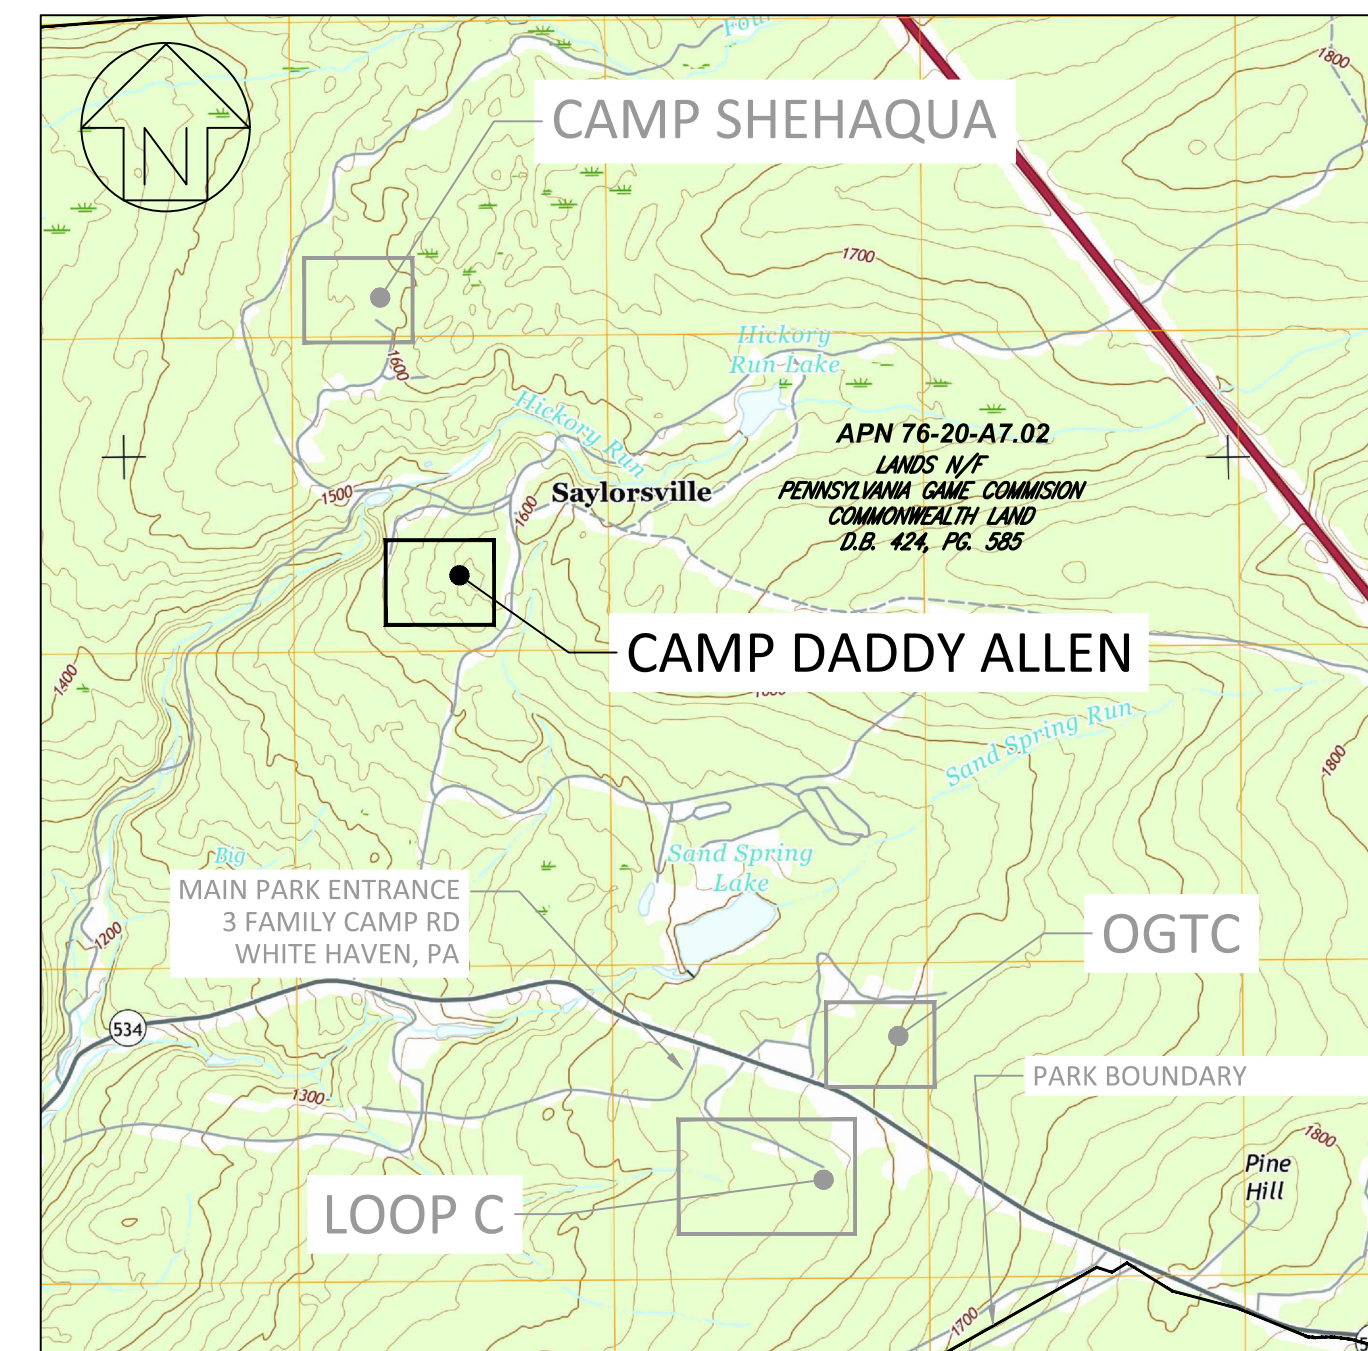 Fou
1800
N
CAMP SHEHAQUA
1700
Hickory
Run Lake
1600
Hickory Run
APN 76-20-A7.02
LANDS N/F
PENNSYLVANIA GAME COMMISION
COMMONWEALTH LAND
D.B. 424, PG. 585
1500
Saylorsville
1600
CAMP DADDY ALLEN
1400
Sand Spring Run
1800
Big
Sand Spring
Lake
MAIN PARK ENTRANCE
3 FAMILY CAMP RD
WHITE HAVEN, PA
1200
OGTC
534
PARK BOUNDARY
1300
1800
Pine
Hill
LOOP C
1700
5